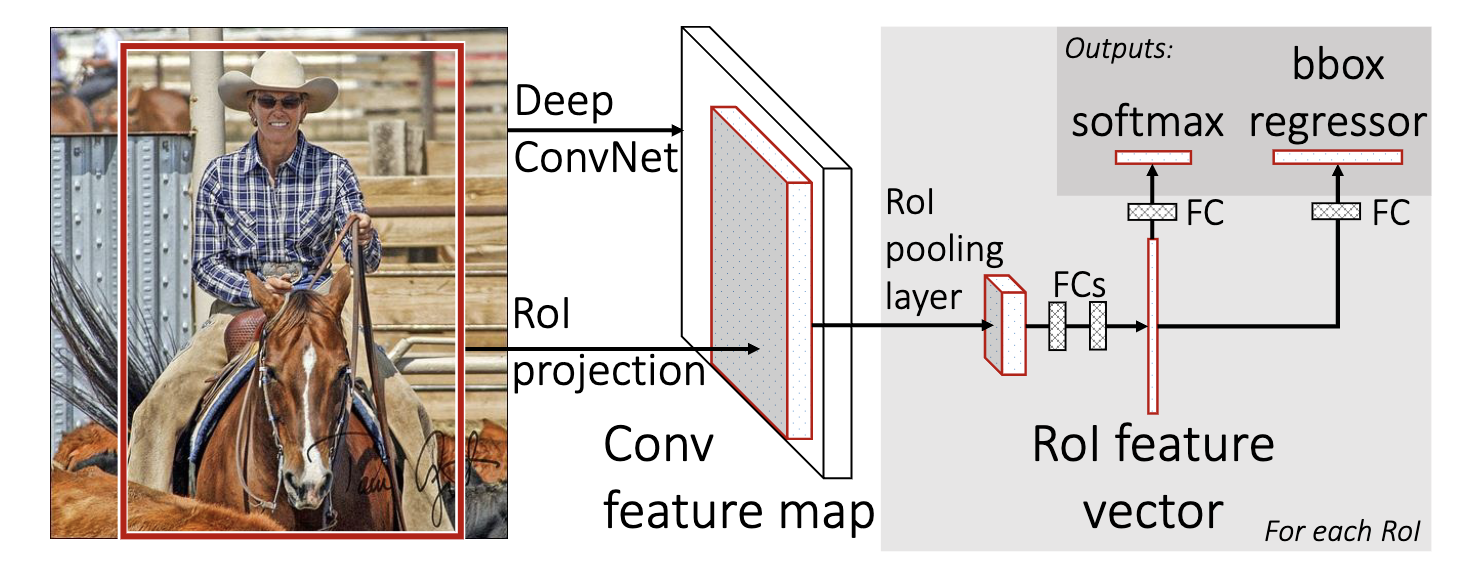 Deep
ConvNet
RoI
projection
Conv
feature map
RoI
pooling
layer
FCs
Outputs:
softmax
bbox
regressor
FC
FC
RoI feature
vector
For each RoI